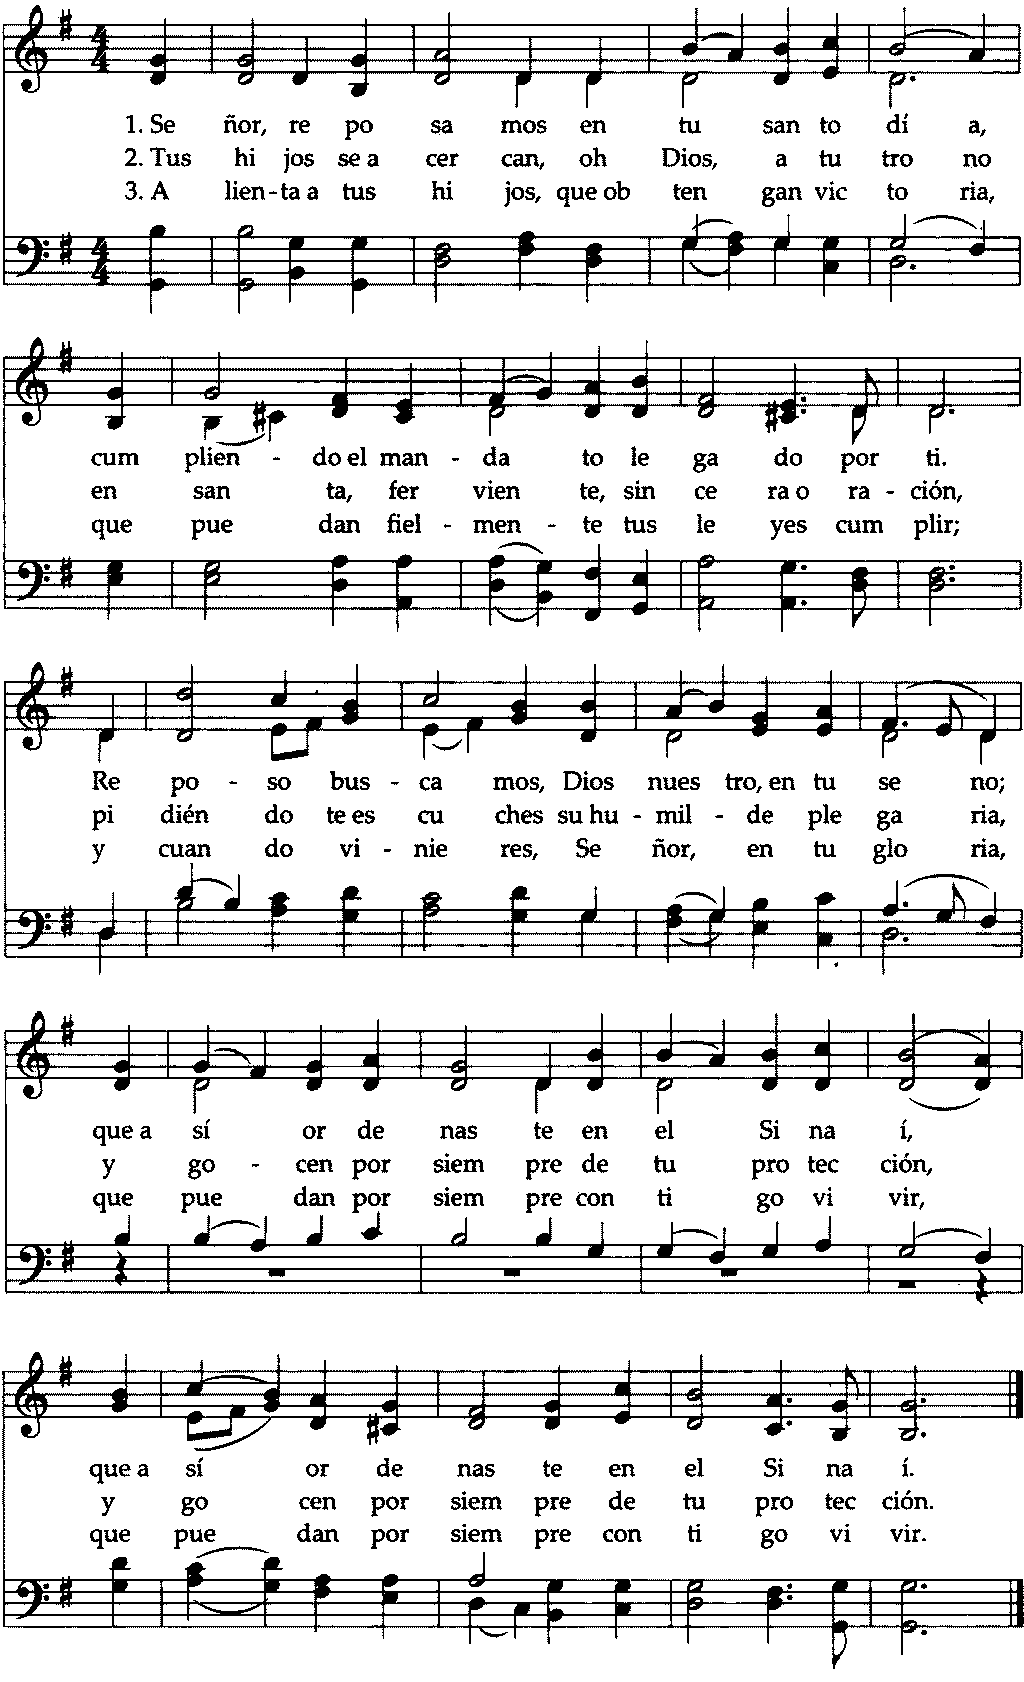 1. Se ñor, re po sa mos en tu san to dí a,
2. Tus hi jos se a cer can, oh Dios, a tu tro no
3. A lien-ta a tus hi jos, que ob ten gan vic to ria,
cum plien - do el man - da to le ga do por ti.
en san ta, fer vien te, sin ce ra o ra - ción,
que pue dan fiel - men - te tus le yes cum plir;
Re po - so bus - ca mos, Dios nues tro, en tu se no;
pi dién do te es cu ches su hu - mil - de ple ga ria,
y cuan do vi - nie res, Se ñor, en tu glo ria,
que a sí or de nas te en el Si na í,
y go - cen por siem pre de tu pro tec ción,
que pue dan por siem pre con ti go vi vir,
que a sí or de nas te en el Si na í.
y go cen por siem pre de tu pro tec ción.
que pue dan por siem pre con ti go vi vir.